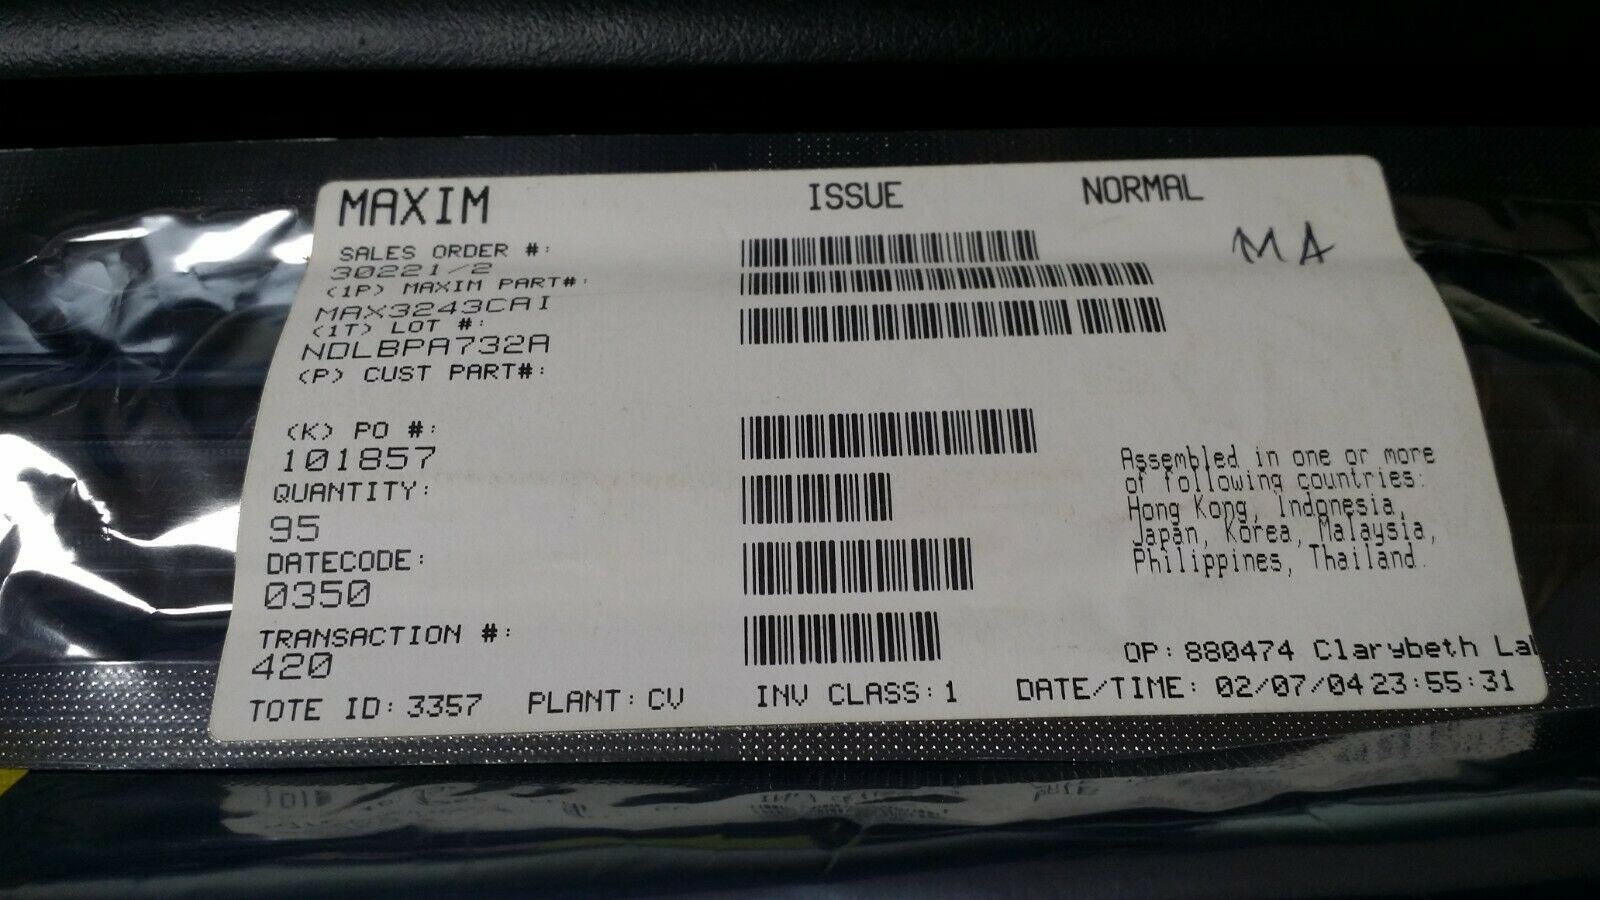 MAXIM ISSUE NORMAL
MA
SALES ORDER #:
30221/2
(1P) MAXIM PART#:
MAX3243CAI
(1T) LOT #:
NDLBPA732A
(P) CUST PART#:
(K) PO #:
101857
QUANTITY:
95
DATECODE:
0350
TRANSACTION #:
420
Assembled in one or more
of following countries:
Hong Kong, Indonesia,
Japan, Korea, Malaysia,
Philippines, Thailand.
OP: 880474 Clarybeth La
TOTE ID: 3357 PLANT: CV INV CLASS: 1 DATE/TIME: 02/07/04 23:55:31